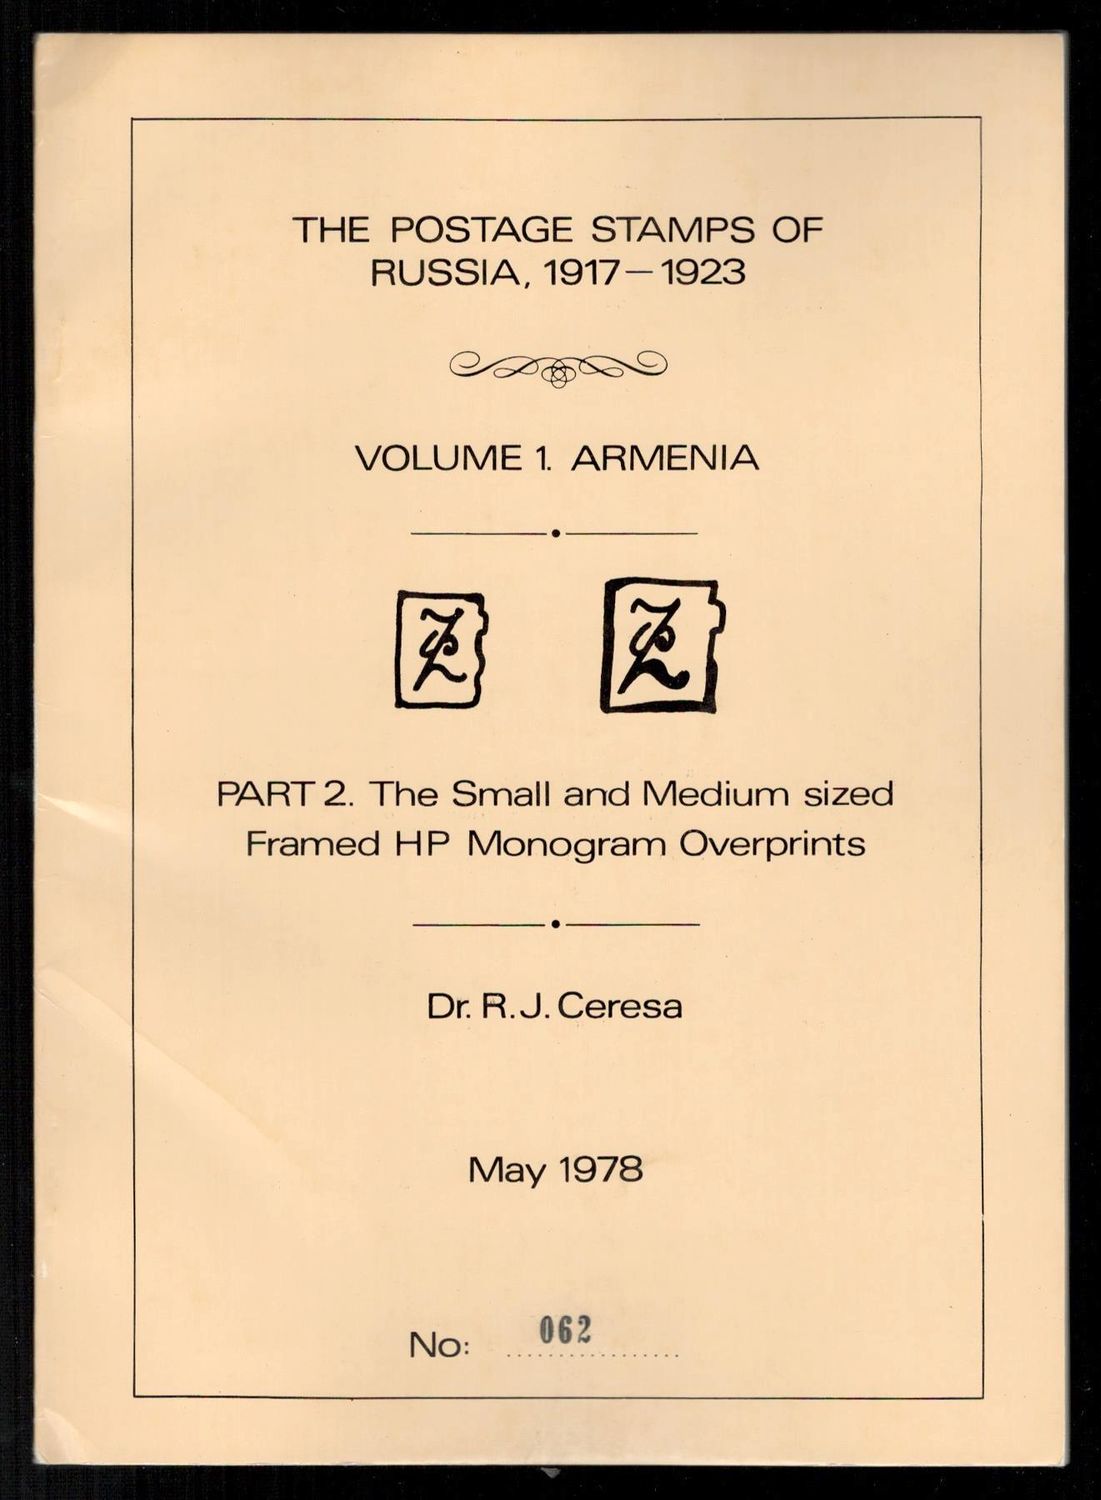 THE POSTAGE STAMPS OF
RUSSIA, 1917–1923
VOLUME 1. ARMENIA
PART 2. The Small and Medium sized
Framed HP Monogram Overprints
Dr. R.J. Ceresa
May 1978
No: 062